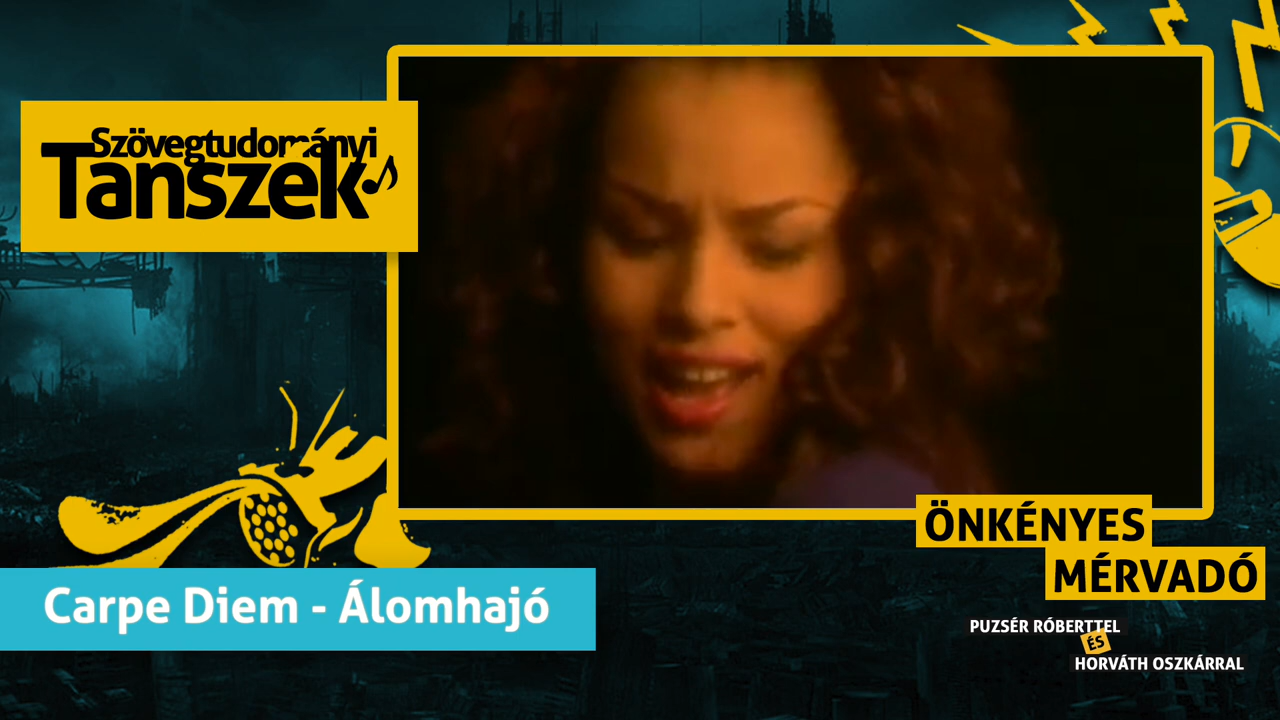 Szövegtudományi
Tanszék
Carpe Diem - Álomhajó
ÖNKÉNYES
MÉRVADÓ
PUZSÉR RÓBERTTEL
ÉS
HORVÁTH OSZKÁRRAL